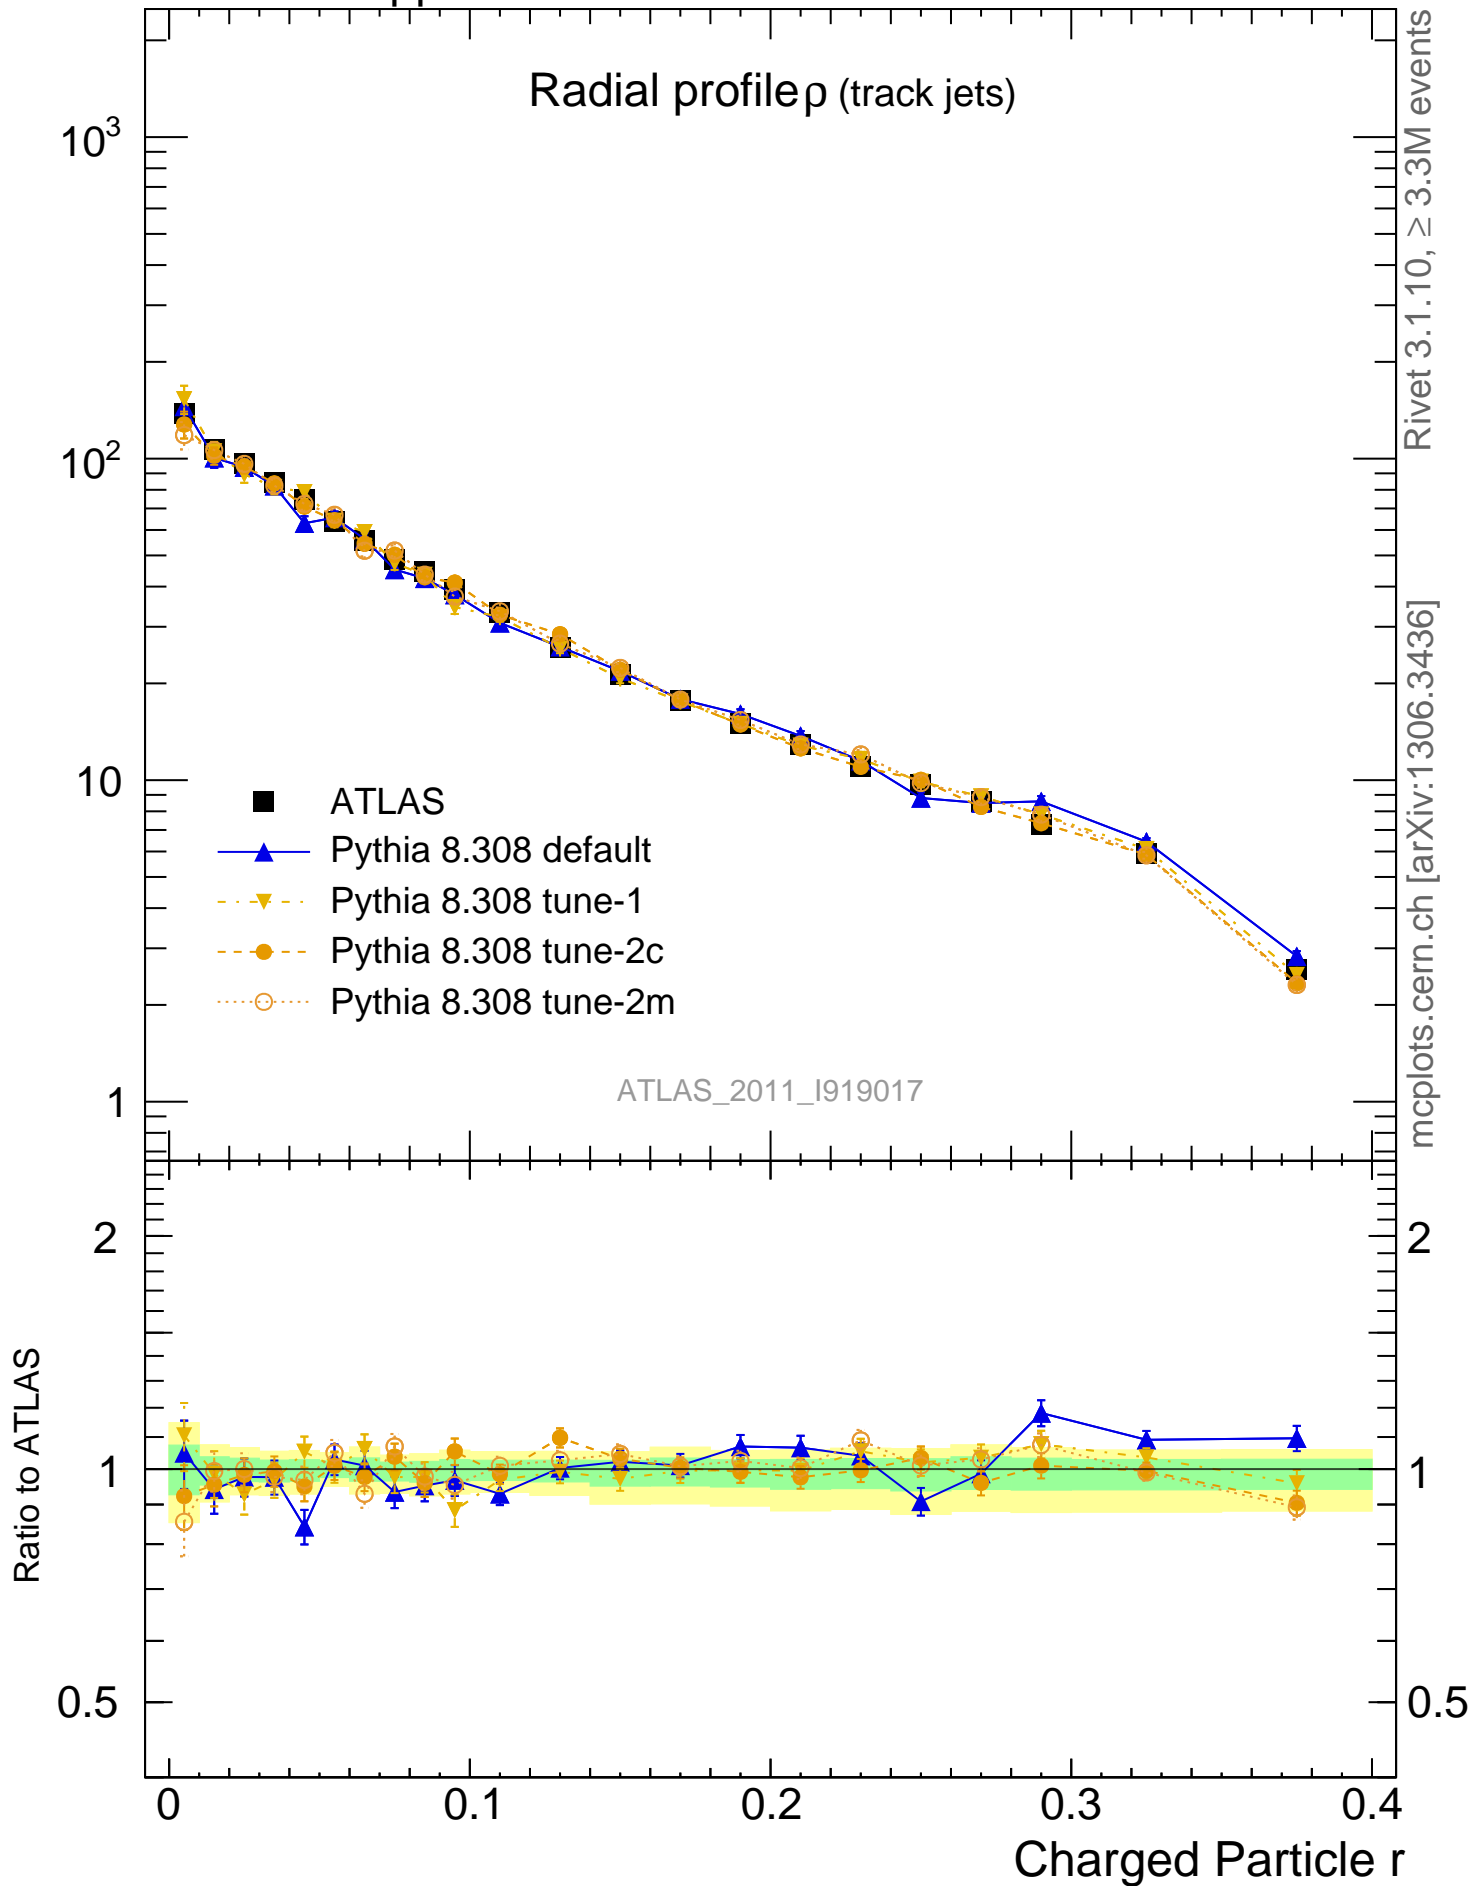 Radial profile ρ (track jets)
10³
10²
10
1
ATLAS
Pythia 8.308 default
Pythia 8.308 tune-1
Pythia 8.308 tune-2c
Pythia 8.308 tune-2m
ATLAS_2011_I919017
Rivet 3.1.10, ≥ 3.3M events
mcplots.cern.ch [arXiv:1306.3436]
Ratio to ATLAS
2
1
0.5
2
1
0.5
0
0.1
0.2
0.3
0.4
Charged Particle r